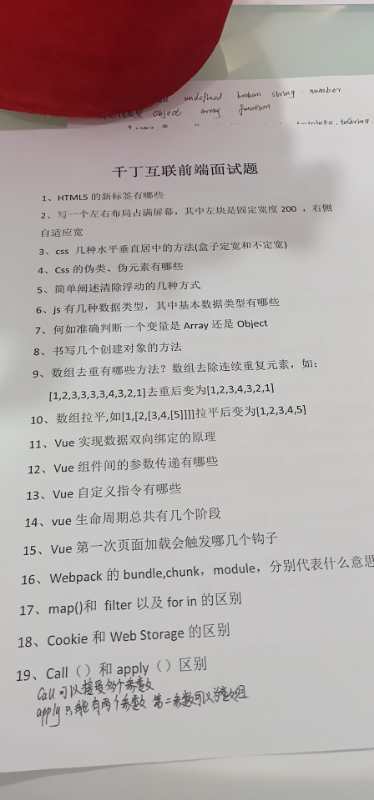 undefined boolean string number
object array function
千丁互联前端面试题
1、HTML5 的新标签有哪些
2、写一个左右布局占满屏幕，其中左块是固定宽度 200 ，右侧
自适应宽
3、css 几种水平垂直居中的方法(盒子定宽和不定宽)
4、Css 的伪类、伪元素有哪些
5、简单阐述清除浮动的几种方式
6、js 有几种数据类型，其中基本数据类型有哪些
7、何如准确判断一个变量是 Array 还是 Object
8、书写几个创建对象的方法
9、数组去重有哪些方法？数组去除连续重复元素，如：
[1,2,3,3,3,3,4,3,2,1]去重后变为[1,2,3,4,3,2,1]
10、数组拉平,如[1,[2,[3,4,[5]]]]拉平后变为[1,2,3,4,5]
11、Vue 实现数据双向绑定的原理
12、Vue 组件间的参数传递有哪些
13、Vue 自定义指令有哪些
14、vue 生命周期总共有几个阶段
15、Vue 第一次页面加载会触发哪几个钩子
16、Webpack 的 bundle,chunk，module，分别代表什么意思
17、map()和 filter 以及 for in 的区别
18、Cookie 和 Web Storage 的区别
19、Call（）和 apply（）区别
Call 可以接受多个参数
apply 只能有两个参数 第二参数可以为数组